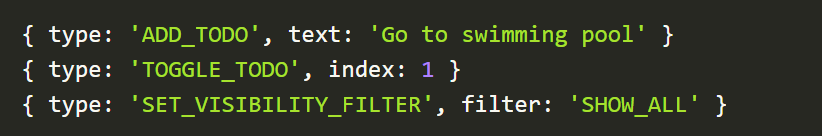 { type: 'ADD_TODO', text: 'Go to swimming pool' }
{ type: 'TOGGLE_TODO', index: 1 }
{ type: 'SET_VISIBILITY_FILTER', filter: 'SHOW_ALL' }